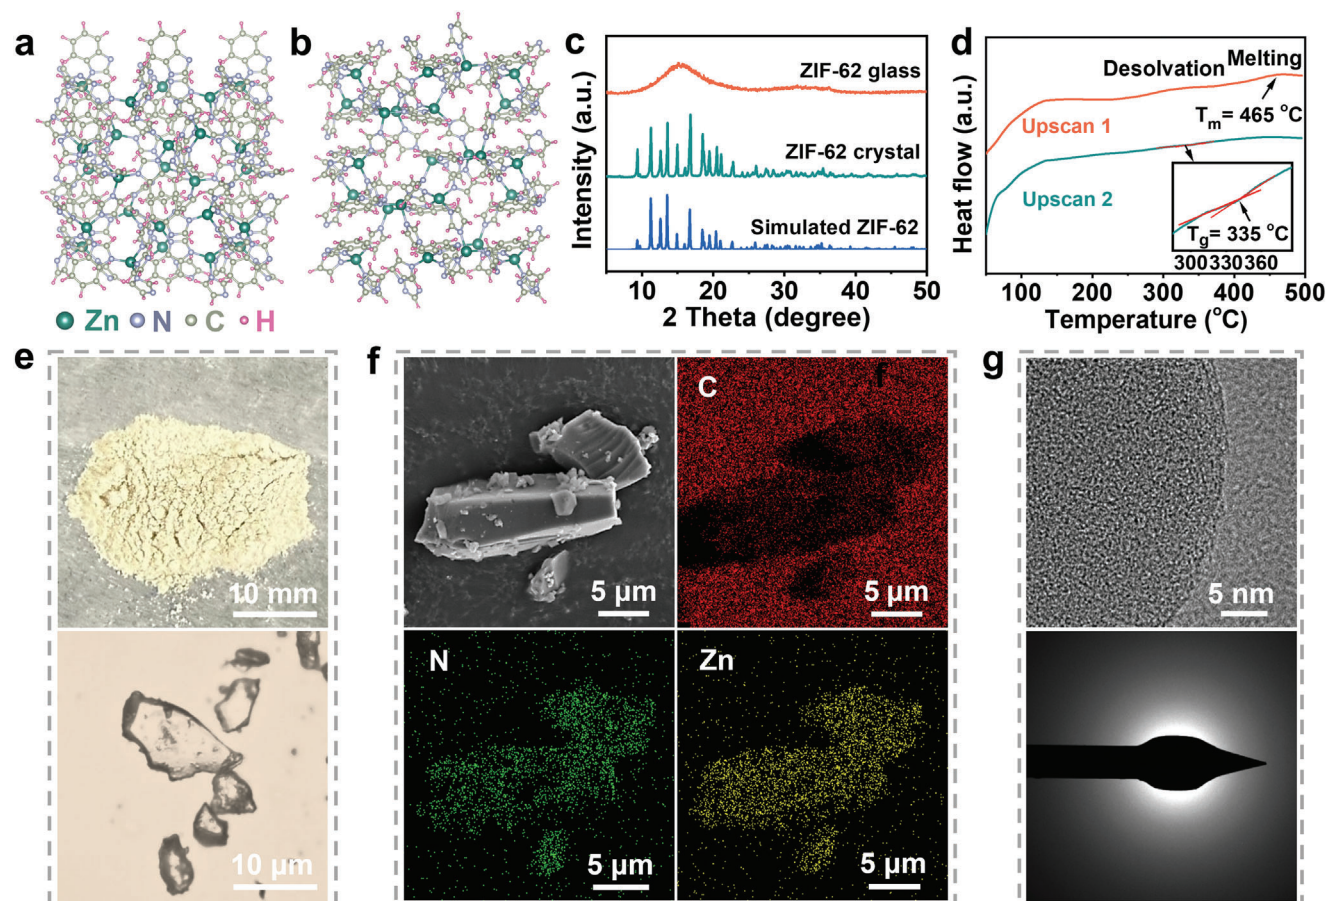 a
b
Zn N C H
c
ZIF-62 glass
ZIF-62 crystal
Simulated ZIF-62
Intensity (a.u.)
10 20 30 40 50
2 Theta (degree)
d
Melting
Desolvation
Tm= 465 °C
Upscan 1
Upscan 2
Tg= 335 °C
300 330 360
Heat flow (a.u.)
100 200 300 400 500
Temperature (°C)
e
10 mm
10 μm
f
5 μm
C
f
5 μm
N
5 μm
Zn
5 μm
g
5 nm